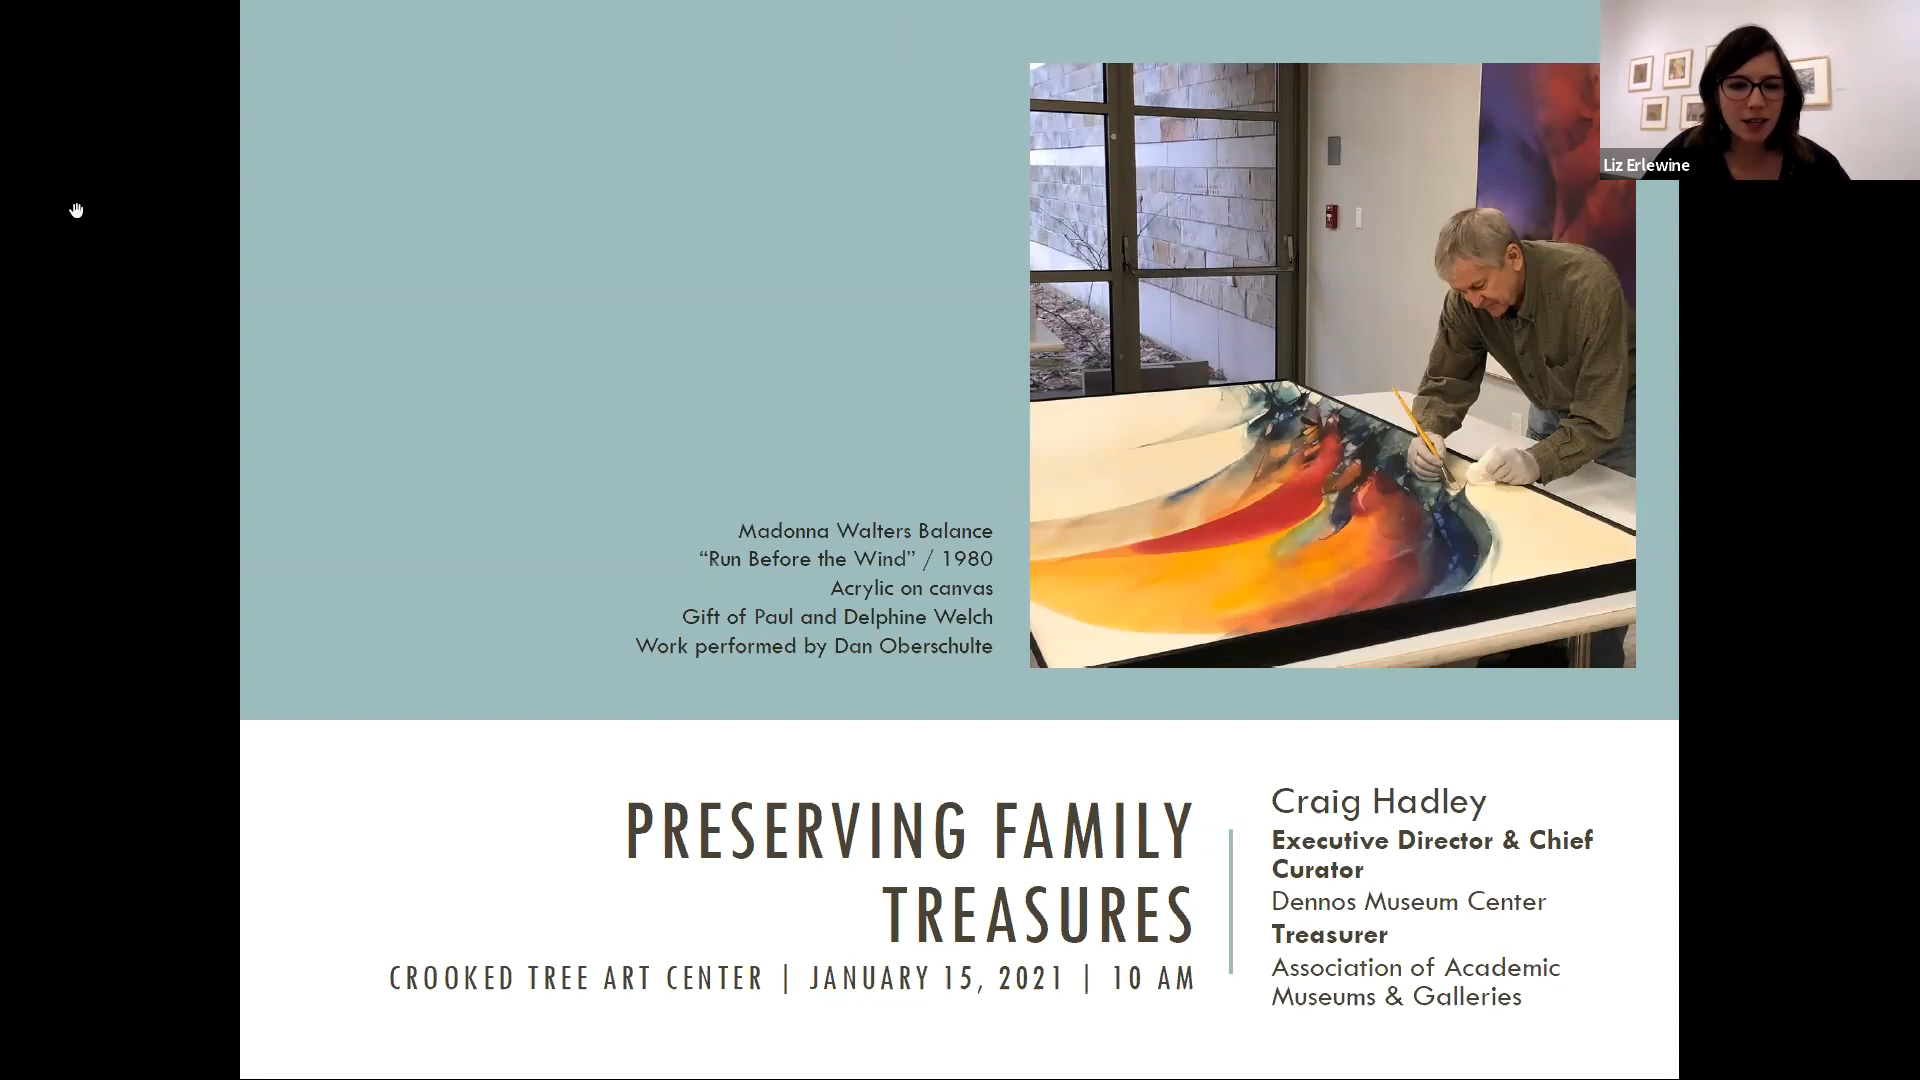 Liz Erlewine
Madonna Walters Balance
“Run Before the Wind” / 1980
Acrylic on canvas
Gift of Paul and Delphine Welch
Work performed by Dan Oberschulte
PRESERVING FAMILY
TREASURES
CROOKED TREE ART CENTER | JANUARY 15, 2021 | 10 AM
Craig Hadley
Executive Director & Chief
Curator
Dennos Museum Center
Treasurer
Association of Academic
Museums & Galleries